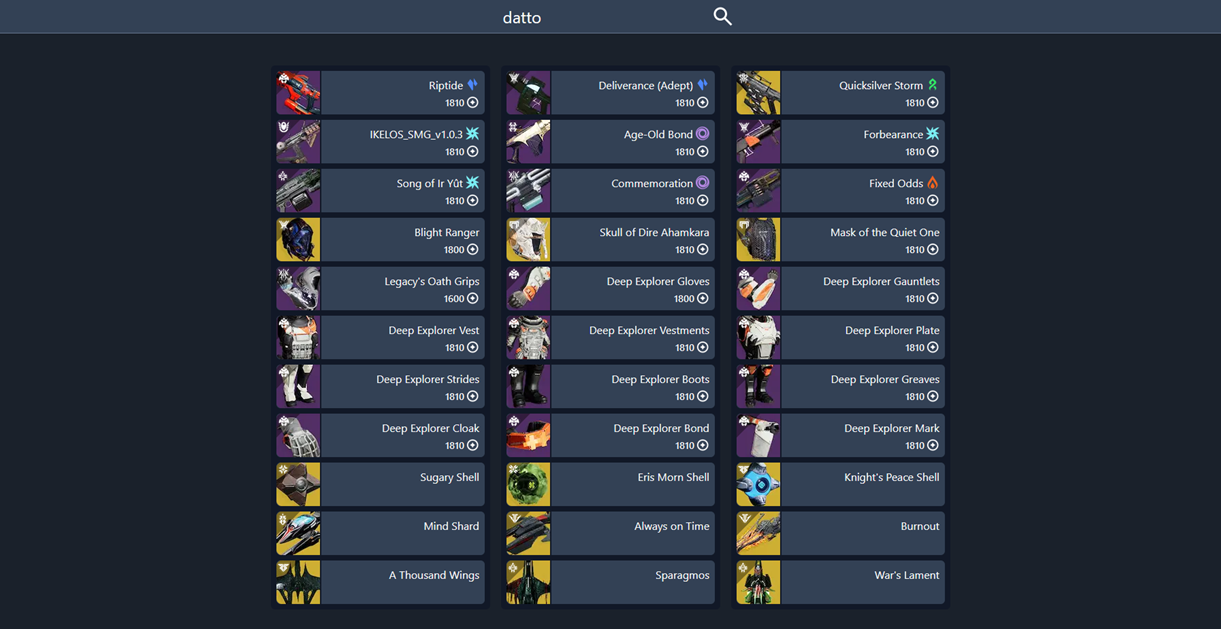 datto
Riptide
1810
IKELOS_SMG_v1.0.3
1810
Song of Ir Yût
1810
Blight Ranger
1800
Legacy's Oath Grips
1600
Deep Explorer Vest
1810
Deep Explorer Strides
1810
Deep Explorer Cloak
1810
Sugary Shell
Mind Shard
A Thousand Wings
Deliverance (Adept)
1810
Age-Old Bond
1810
Commemoration
1810
Skull of Dire Ahamkara
1810
Deep Explorer Gloves
1800
Deep Explorer Vestments
1810
Deep Explorer Boots
1810
Deep Explorer Bond
1810
Eris Morn Shell
Always on Time
Sparagmos
Quicksilver Storm
1810
Forbearance
1810
Fixed Odds
1810
Mask of the Quiet One
1810
Deep Explorer Gauntlets
1810
Deep Explorer Plate
1810
Deep Explorer Greaves
1810
Deep Explorer Mark
1810
Knight's Peace Shell
Burnout
War's Lament